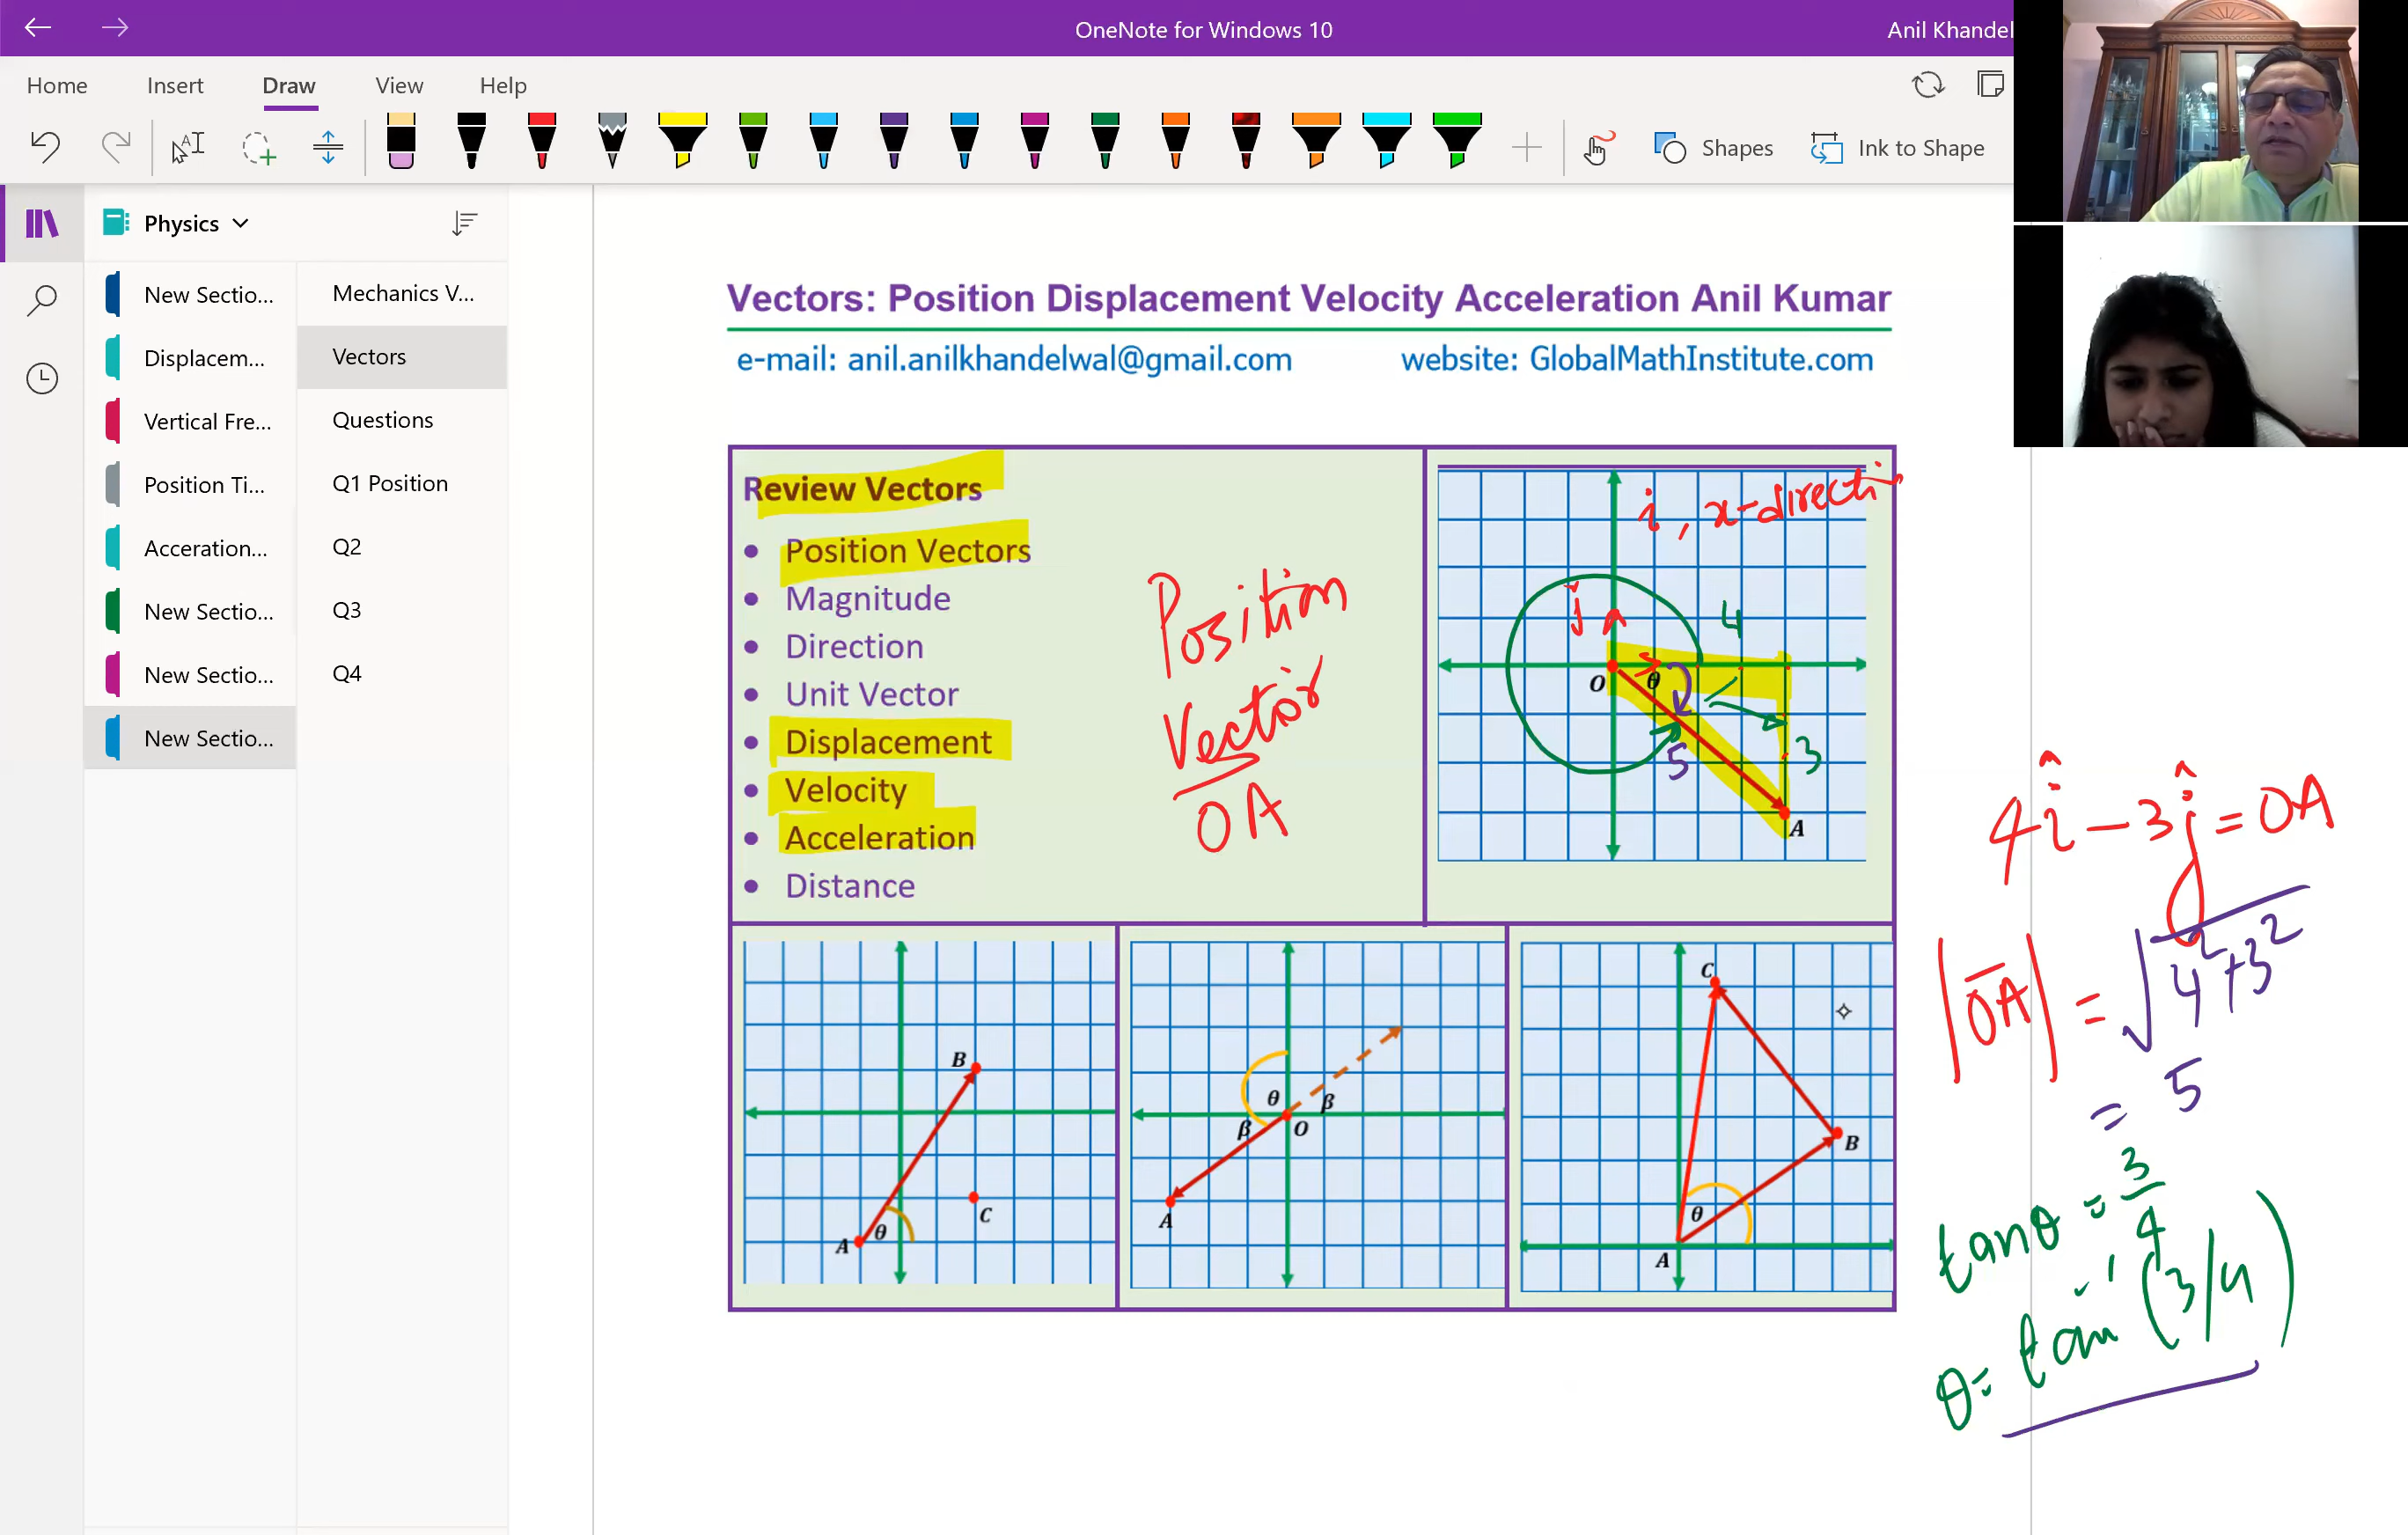 OneNote for Windows 10
Anil Khandel
Home Insert Draw View Help
Shapes
Ink to Shape
Physics
New Sectio...
Displacem...
Vertical Fre...
Position Ti...
Acceration...
New Sectio...
New Sectio...
New Sectio...
Mechanics V...
Vectors
Questions
Q1 Position
Q2
Q3
Q4
Vectors: Position Displacement Velocity Acceleration Anil Kumar
e-mail: anil.anilkhandelwal@gmail.com website: GlobalMathInstitute.com
Review Vectors
• Position Vectors
• Magnitude
• Direction
• Unit Vector
• Displacement
• Velocity
• Acceleration
• Distance
Position
Vector
OA
i, x-directi
j
4
O θ
5
3
A
B
A θ
C
θ β
β O
A
C
B
θ
A
4î − 3ĵ = OA
|OA| = √4²+3²
= 5
tanθ = 3/4
θ = tan⁻¹(3/4)